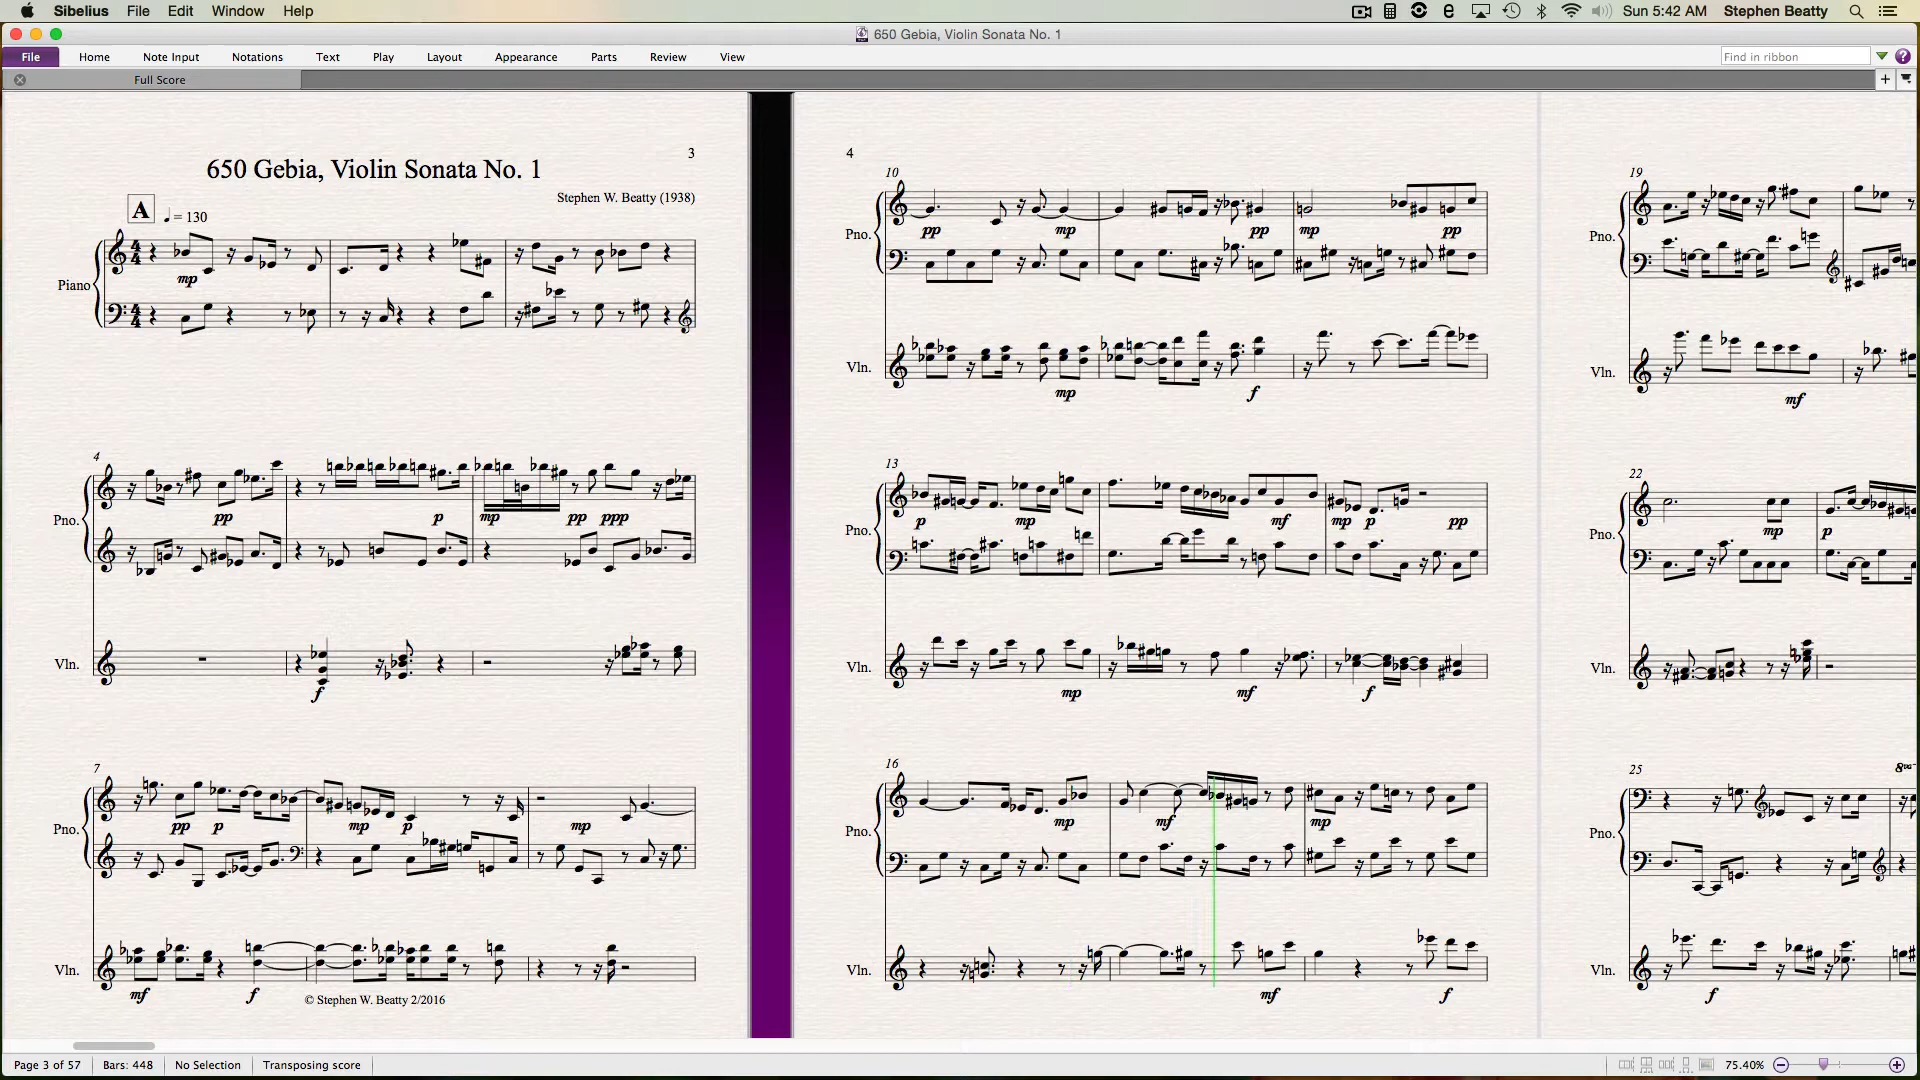 Sibelius File Edit Window Help Sun 5:42 AM Stephen Beatty
650 Gebia, Violin Sonata No. 1
File Home Note Input Notations Text Play Layout Appearance Parts Review View Find in ribbon ?
Full Score +
3
650 Gebia, Violin Sonata No. 1
Stephen W. Beatty (1938)
A ♩ = 130
Piano
mp
4
Pno.
pp p mp pp ppp
Vln.
f
7
Pno.
pp p mp p mp
Vln.
mf f
© Stephen W. Beatty 2/2016
4
10
Pno.
pp mp pp mp pp
Vln.
mp f
13
Pno.
p mp mf mp p pp
Vln.
mp mf f
16
Pno.
mp mf mp
Vln.
mf f
19
Pno.
Vln.
mf
22
Pno.
mp p
Vln.
25
Pno.
Vln.
f
Page 3 of 57 Bars: 448 No Selection Transposing score 75.40%